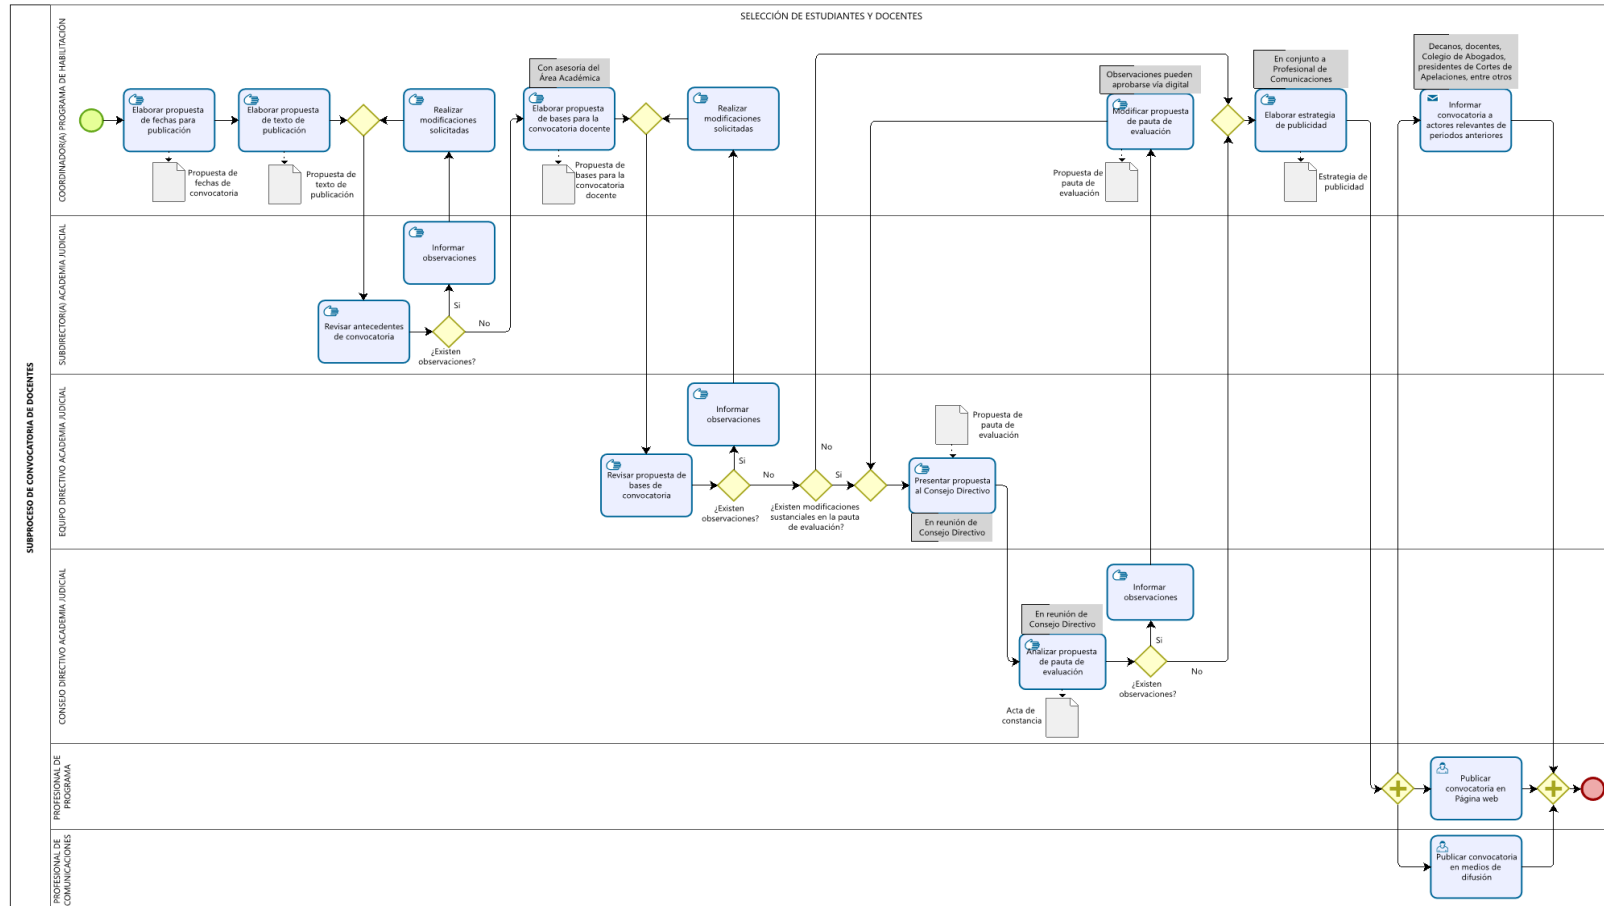 SELECCIÓN DE ESTUDIANTES Y DOCENTES
SUBPROCESO DE CONVOCATORIA DE DOCENTES
COORDINADOR(A) PROGRAMA DE HABILITACIÓN
Elaborar propuesta
de fechas para
publicación
Propuesta de
fechas de
convocatoria
Elaborar propuesta
de texto de
publicación
Propuesta de
texto de
publicación
Realizar
modificaciones
solicitadas
Con asesoría del
Área Académica
Elaborar propuesta
de bases para la
convocatoria docente
Propuesta de
bases para la
convocatoria
docente
Realizar
modificaciones
solicitadas
Observaciones pueden
aprobarse vía digital
Modificar propuesta
de pauta de
evaluación
Propuesta de
pauta de
evaluación
En conjunto a
Profesional de
Comunicaciones
Elaborar estrategia
de publicidad
Estrategia de
publicidad
Decanos, docentes,
Colegio de Abogados,
presidentes de Cortes de
Apelaciones, entre otros
Informar
convocatoria a
actores relevantes de
periodos anteriores
SUBDIRECTOR(A) ACADEMIA JUDICIAL
Informar
observaciones
Si
No
Revisar antecedentes
de convocatoria
¿Existen
observaciones?
EQUIPO DIRECTIVO ACADEMIA JUDICIAL
Informar
observaciones
Si
No
Revisar propuesta de
bases de
convocatoria
¿Existen
observaciones?
No
Si
¿Existen modificaciones
sustanciales en la pauta
de evaluación?
Propuesta de
pauta de
evaluación
Presentar propuesta
al Consejo Directivo
En reunión de
Consejo Directivo
CONSEJO DIRECTIVO ACADEMIA JUDICIAL
Informar
observaciones
En reunión de
Consejo Directivo
Analizar propuesta
de pauta de
evaluación
Si
No
¿Existen
observaciones?
Acta de
constancia
PROFESIONAL DE
PROGRAMA
Publicar
convocatoria en
Página web
PROFESIONAL DE
COMUNICACIONES
Publicar convocatoria
en medios de
difusión